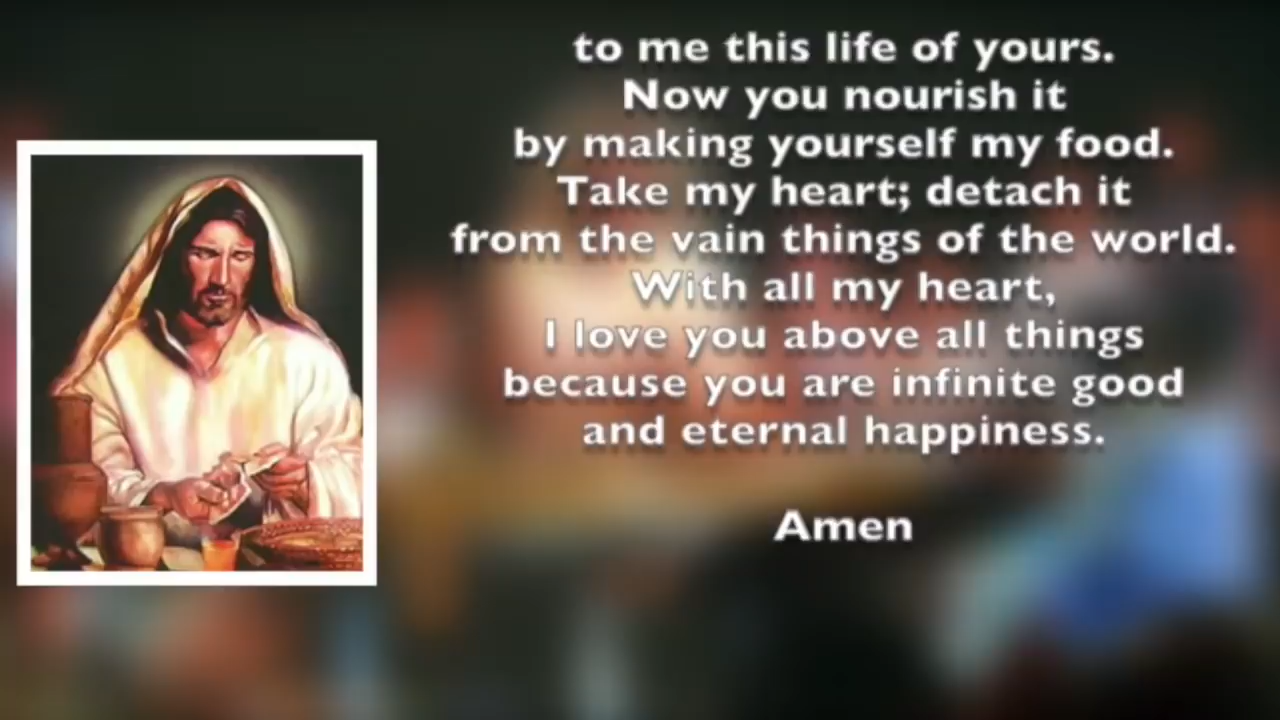 to me this life of yours.
Now you nourish it
by making yourself my food.
Take my heart; detach it
from the vain things of the world.
With all my heart,
I love you above all things
because you are infinite good
and eternal happiness.
Amen